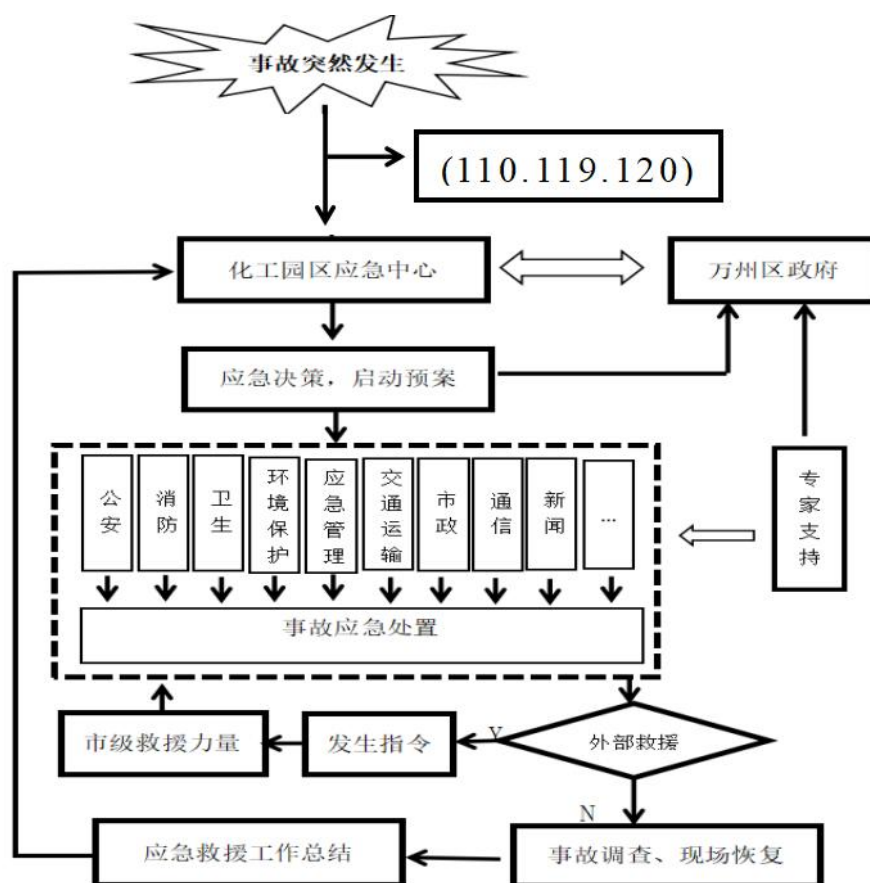 事故突然发生
(110.119.120)
化工园区应急中心
万州区政府
应急决策，启动预案
公安
消防
卫生
环境保护
应急管理
交通运输
市政
通信
新闻
...
专家支持
事故应急处置
市级救援力量
发生指令
Y
外部救援
N
应急救援工作总结
事故调查、现场恢复